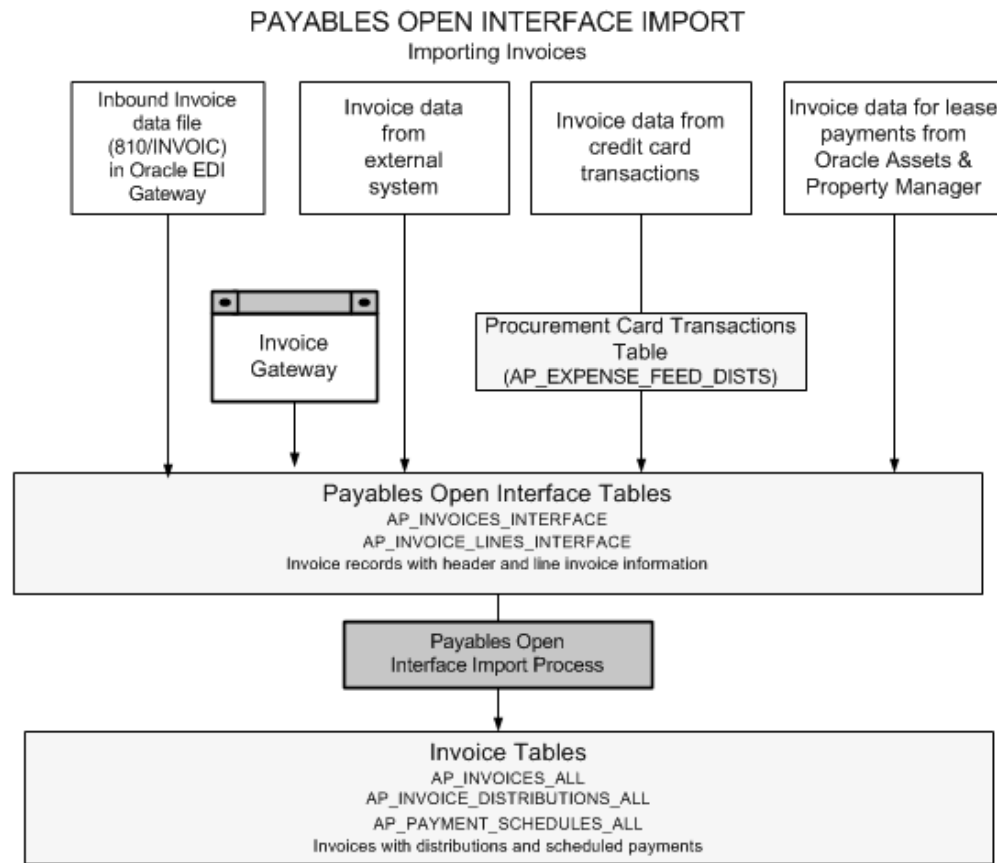 PAYABLES OPEN INTERFACE IMPORT
Importing Invoices
Inbound Invoice
data file
(810/INVOIC)
in Oracle EDI
Gateway
Invoice data
from
external
system
Invoice data from
credit card
transactions
Invoice data for lease
payments from
Oracle Assets &
Property Manager
Invoice
Gateway
Procurement Card Transactions
Table
(AP_EXPENSE_FEED_DISTS)
Payables Open Interface Tables
AP_INVOICES_INTERFACE
AP_INVOICE_LINES_INTERFACE
Invoice records with header and line invoice information
Payables Open
Interface Import Process
Invoice Tables
AP_INVOICES_ALL
AP_INVOICE_DISTRIBUTIONS_ALL
AP_PAYMENT_SCHEDULES_ALL
Invoices with distributions and scheduled payments